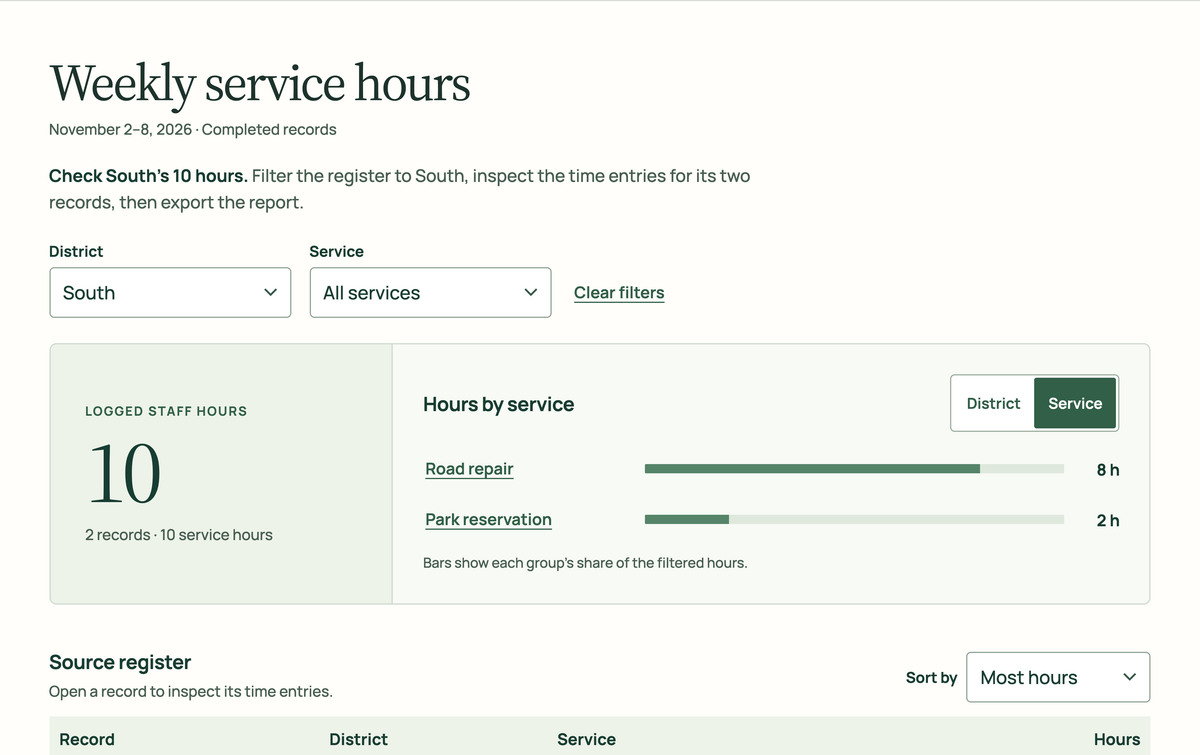 Weekly service hours
November 2–8, 2026 · Completed records
Check South’s 10 hours. Filter the register to South, inspect the time entries for its two
records, then export the report.
District
Service
South
All services
Clear filters
LOGGED STAFF HOURS
10
2 records · 10 service hours
Hours by service
District
Service
Road repair
8 h
Park reservation
2 h
Bars show each group’s share of the filtered hours.
Source register
Open a record to inspect its time entries.
Sort by
Most hours
Record
District
Service
Hours